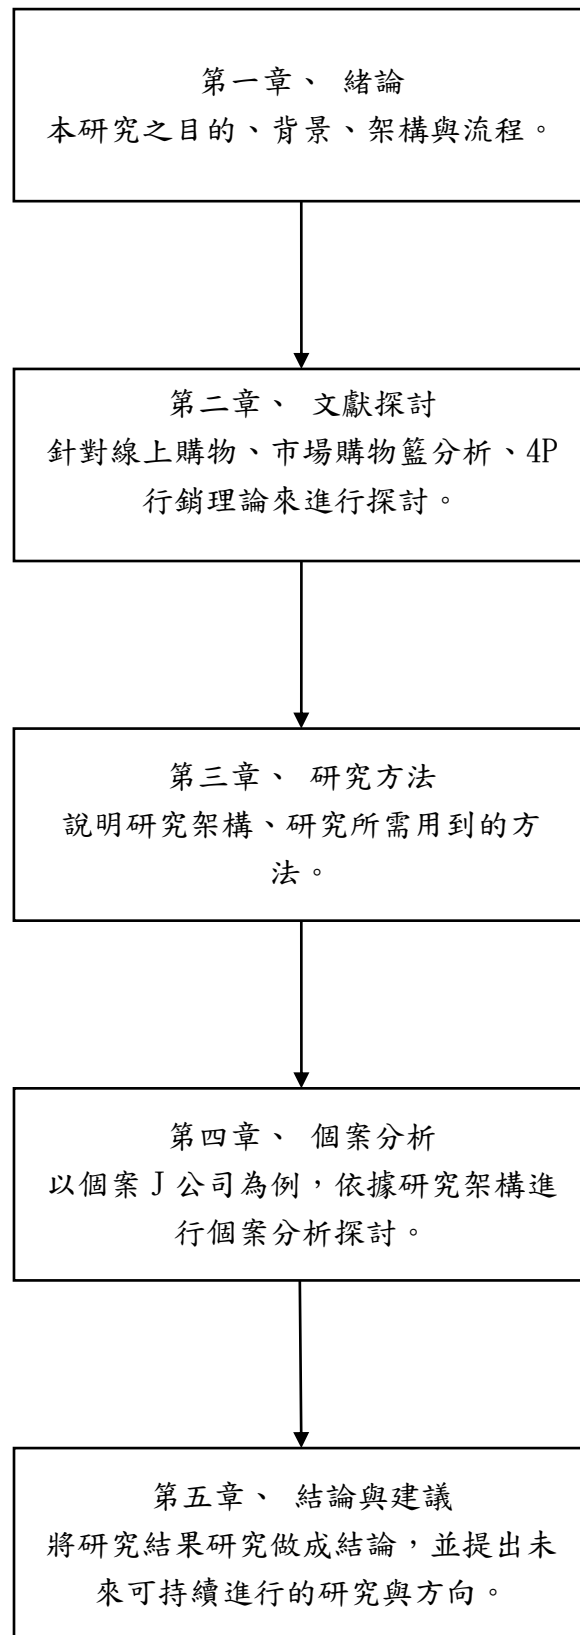 第一章、 緒論
本研究之目的、背景、架構與流程。
第二章、 文獻探討
針對線上購物、市場購物籃分析、4P
行銷理論來進行探討。
第三章、 研究方法
說明研究架構、研究所需用到的方
法。
第四章、 個案分析
以個案 J 公司為例，依據研究架構進
行個案分析探討。
第五章、 結論與建議
將研究結果研究做成結論，並提出未
來可持續進行的研究與方向。